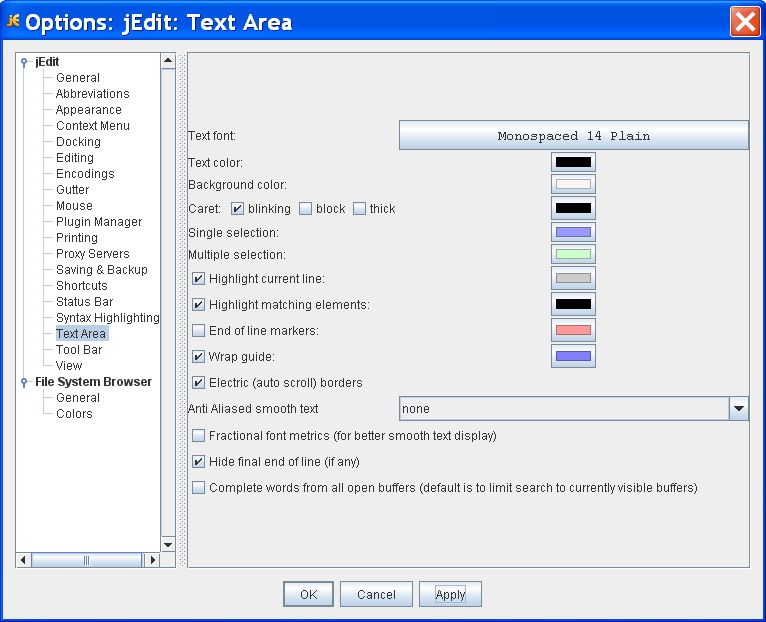 Options: jEdit: Text Area
jEdit
General
Abbreviations
Appearance
Context Menu
Docking
Editing
Encodings
Gutter
Mouse
Plugin Manager
Printing
Proxy Servers
Saving & Backup
Shortcuts
Status Bar
Syntax Highlighting
Text Area
Tool Bar
View
File System Browser
General
Colors
Text font: Monospaced 14 Plain
Text color:
Background color:
Caret: blinking block thick
Single selection:
Multiple selection:
Highlight current line:
Highlight matching elements:
End of line markers:
Wrap guide:
Electric (auto scroll) borders
Anti Aliased smooth text none
Fractional font metrics (for better smooth text display)
Hide final end of line (if any)
Complete words from all open buffers (default is to limit search to currently visible buffers)
OK Cancel Apply